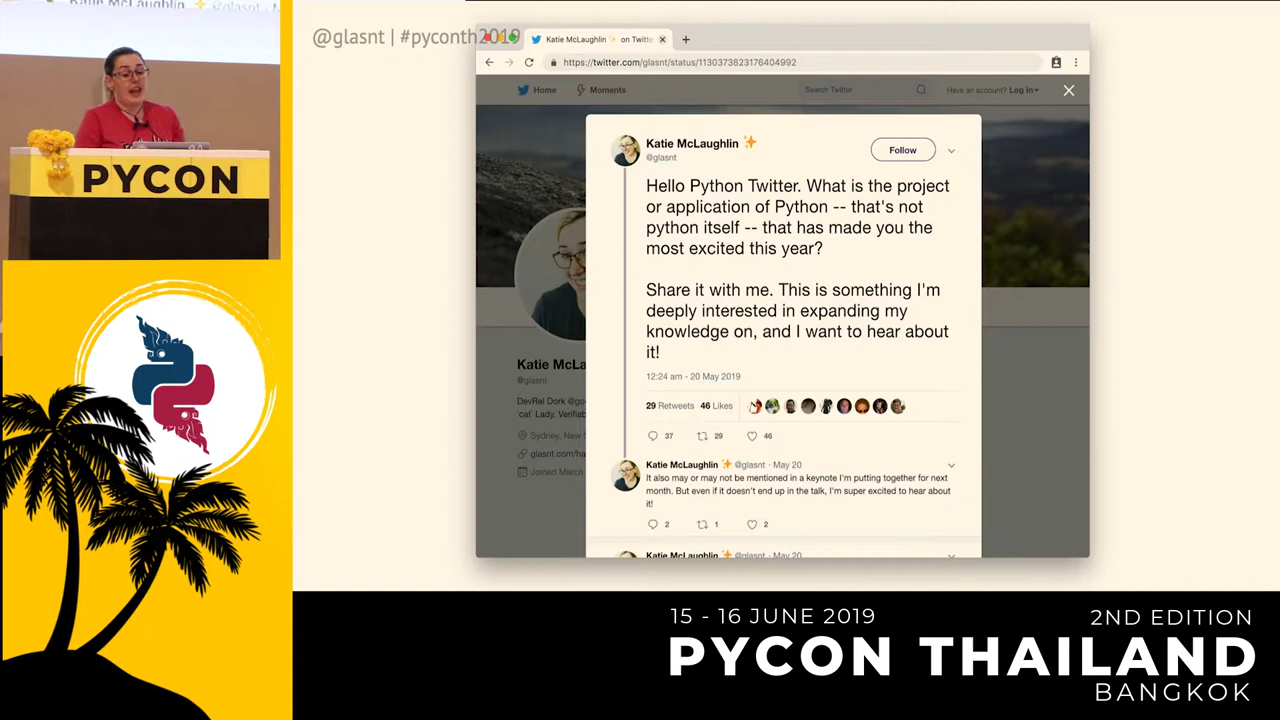 Katie McLaughlin ✨ @glasnt
PYCON
@glasnt | #pyconth2019
Katie McLaughlin ✨ on Twitte
https://twitter.com/glasnt/status/1130373823176404992
Home
Moments
Search Twitter
Have an account? Log In
Katie McLaughlin ✨
@glasnt
Follow
Hello Python Twitter. What is the project
or application of Python -- that's not
python itself -- that has made you the
most excited this year?
Share it with me. This is something I'm
deeply interested in expanding my
knowledge on, and I want to hear about
it!
12:24 am - 20 May 2019
29 Retweets 46 Likes
37 29 46
Katie McLaughlin ✨ @glasnt · May 20
It also may or may not be mentioned in a keynote I'm putting together for next
month. But even if it doesn't end up in the talk, I'm super excited to hear about
it!
2 1 2
Katie McLaughlin ✨ @glasnt · May 20
Katie McLa
@glasnt
DevRel Dork @go
'cat' Lady. Verifiab
Sydney, New S
glasnt.com/ha
Joined March
15 - 16 JUNE 2019
2ND EDITION
PYCON THAILAND
BANGKOK